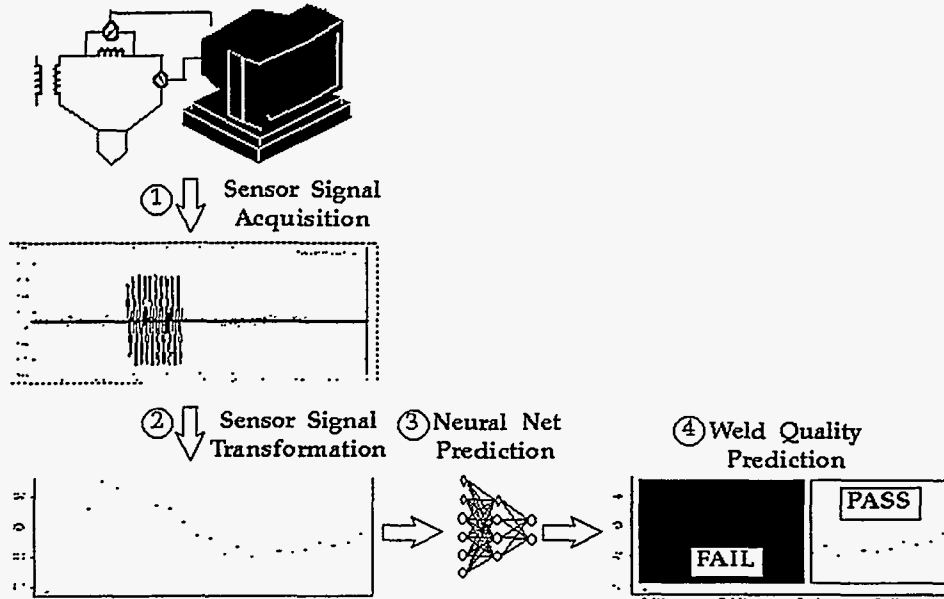 1 Sensor Signal
Acquisition
2 Sensor Signal
Transformation
3 Neural Net
Prediction
4 Weld Quality
Prediction
PASS
FAIL